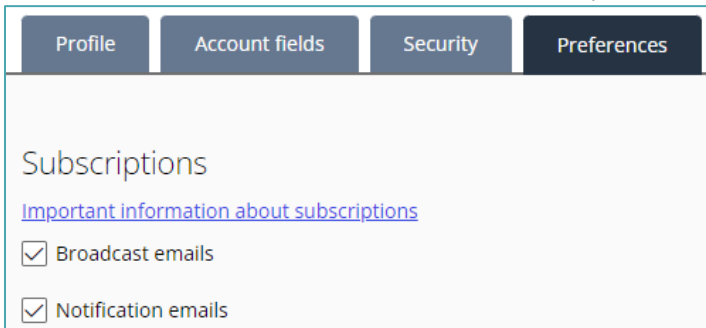 Profile Account fields Security Preferences
Subscriptions
Important information about subscriptions
Broadcast emails
Notification emails